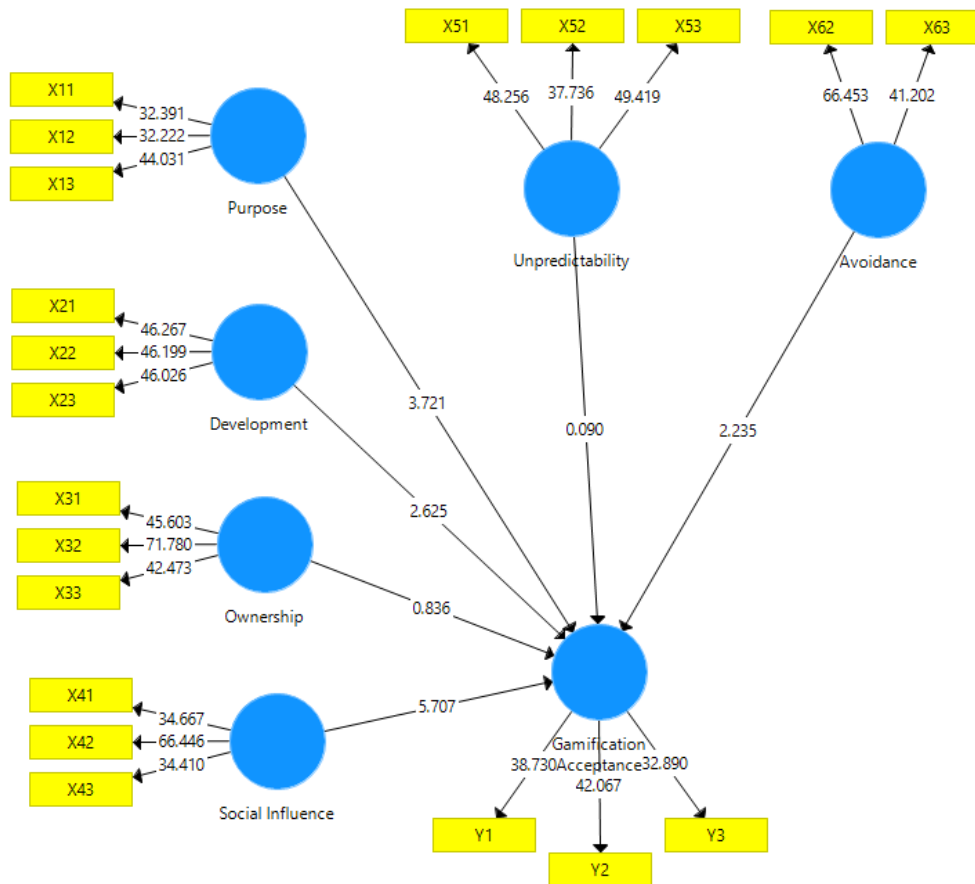 X51
X52
X53
X62
X63
48.256
37.736
49.419
66.453
41.202
X11
X12
X13
32.391
32.222
44.031
Purpose
Unpredictability
Avoidance
X21
X22
X23
46.267
46.199
46.026
Development
3.721
0.090
2.235
2.625
X31
X32
X33
45.603
71.780
42.473
Ownership
0.836
X41
X42
X43
34.667
66.446
34.410
Social Influence
5.707
Gamification
Acceptance
38.730
42.067
32.890
Y1
Y2
Y3